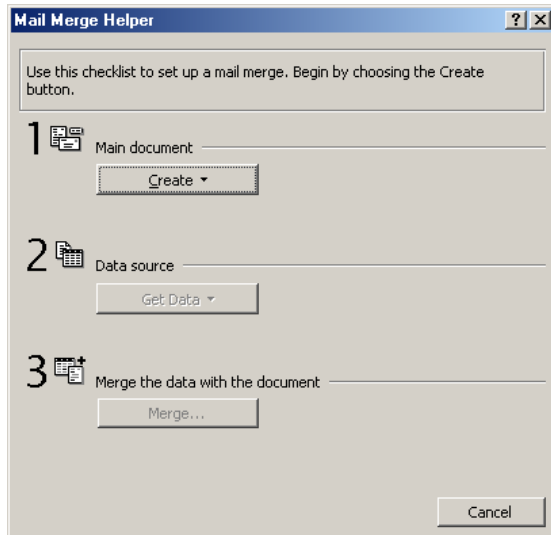 Mail Merge Helper
Use this checklist to set up a mail merge. Begin by choosing the Create
button.
1 Main document
Create
2 Data source
Get Data
3 Merge the data with the document
Merge...
Cancel